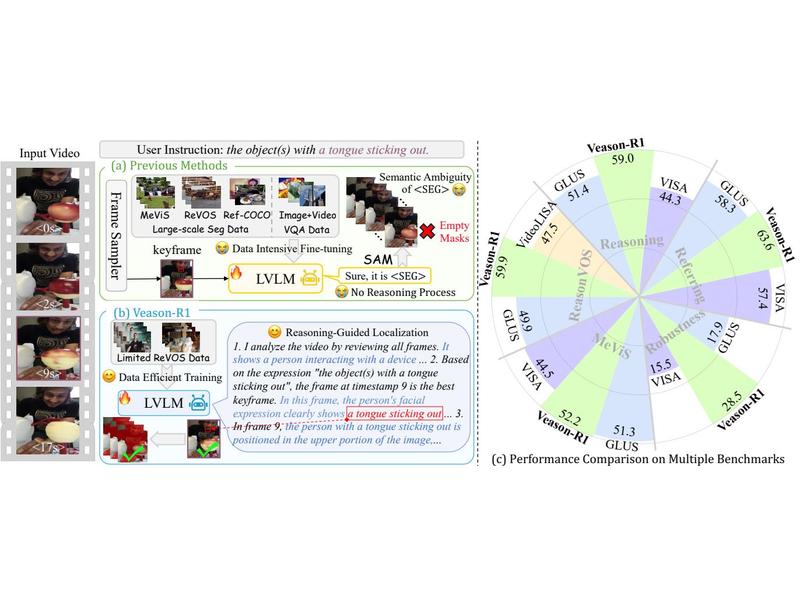 Input Video
<0s>
<2s>
<9s>
<17s>
User Instruction: the object(s) with a tongue sticking out.
(a) Previous Methods
Frame Sampler
MeViS ReVOS Ref-COCO
Large-scale Seg Data
Image+Video
VQA Data
Semantic Ambiguity
of <SEG>
Empty
Masks
Data Intensive Fine-tuning
SAM
keyframe
LVLM
Sure, it is <SEG>
No Reasoning Process
(b) Veason-R1
Limited ReVOS Data
Data Efficient Training
LVLM
Reasoning-Guided Localization
1. I analyze the video by reviewing all frames. It
shows a person interacting with a device ... 2. Based
on the expression "the object(s) with a tongue
sticking out", the frame at timestamp 9 is the best
keyframe. In this frame, the person's facial
expression clearly shows a tongue sticking out ... 3.
In frame 9, the person with a tongue sticking out is
positioned in the upper portion of the image,...
Reasoning
Referring
Robustness
MeViS
ReasonVOS
Veason-R1
59.0
VISA
44.3
GLUS
58.3
Veason-R1
63.6
VISA
57.4
GLUS
17.9
Veason-R1
28.5
VISA
15.5
GLUS
51.3
Veason-R1
52.2
VISA
44.5
GLUS
49.9
Veason-R1
59.9
VideoLISA
47.5
GLUS
51.4
(c) Performance Comparison on Multiple Benchmarks